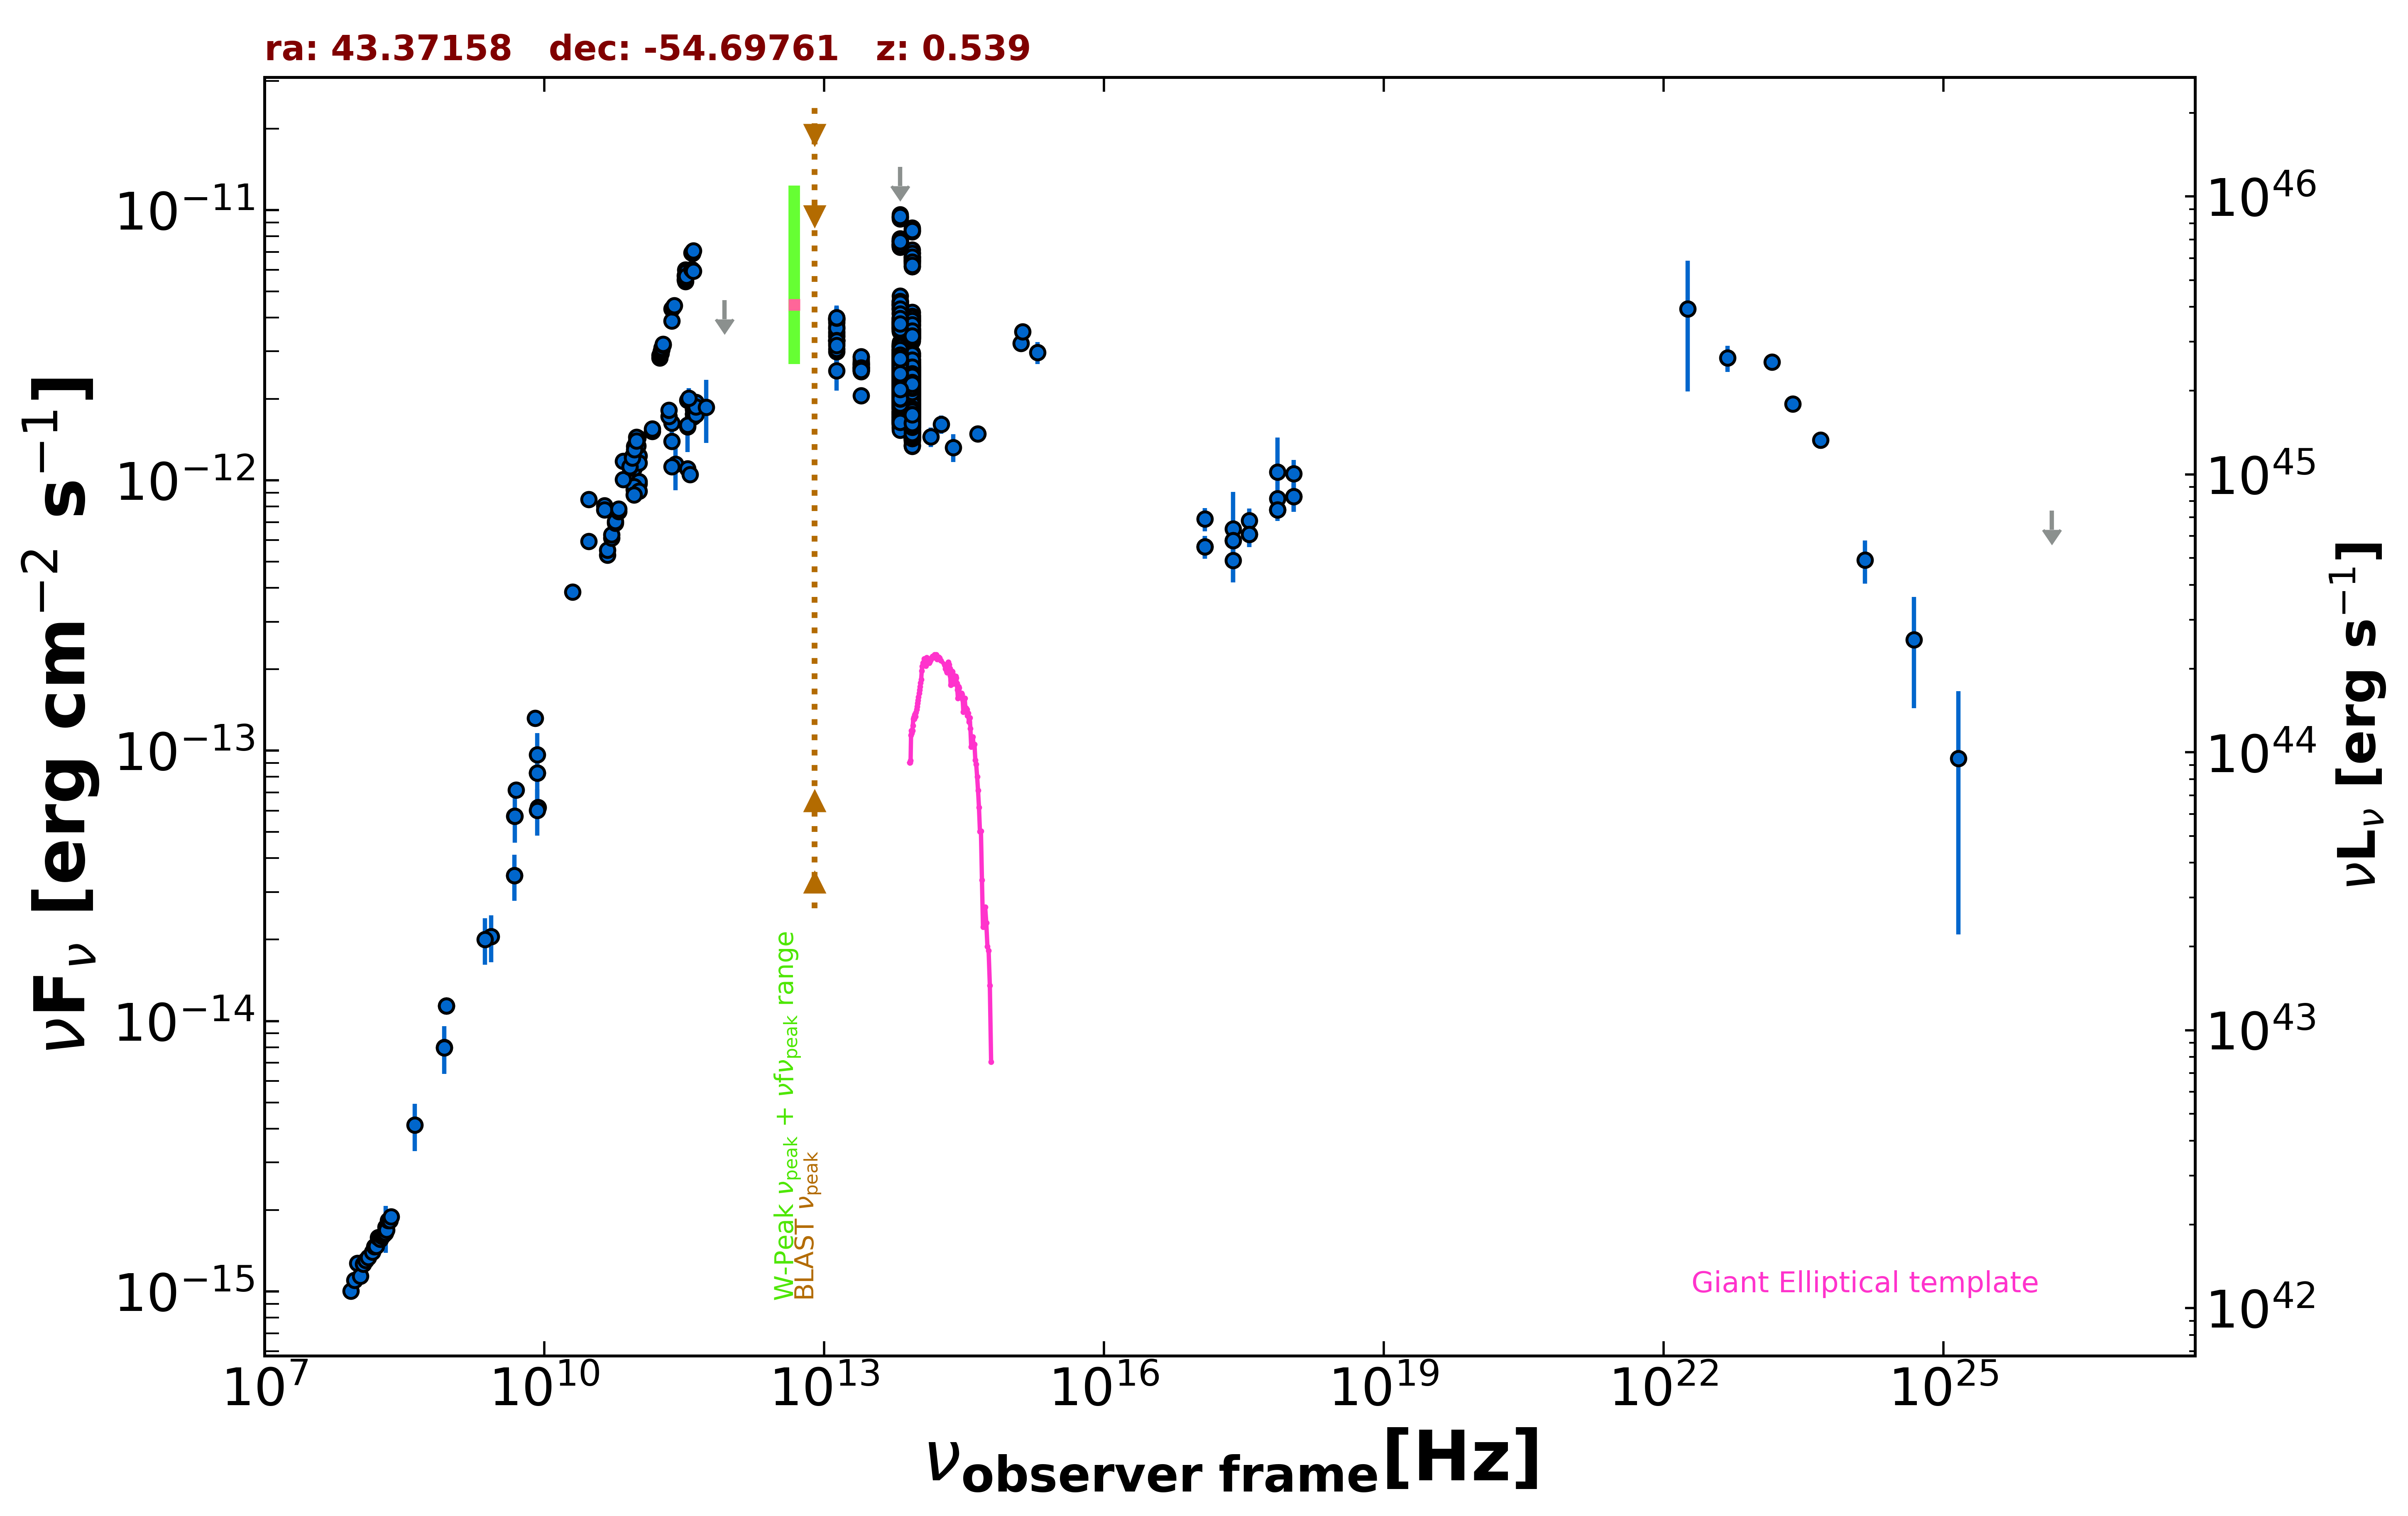 ra: 43.37158   dec: -54.69761   z: 0.539
νFν [erg cm−2 s−1]
10−11
10−12
10−13
10−14
10−15
W-Peak νpeak + νfνpeak range
BLAST νpeak
Giant Elliptical template
1046
1045
1044
1043
1042
νLν [erg s−1]
107 1010 1013 1016 1019 1022 1025
νobserver frame[Hz]